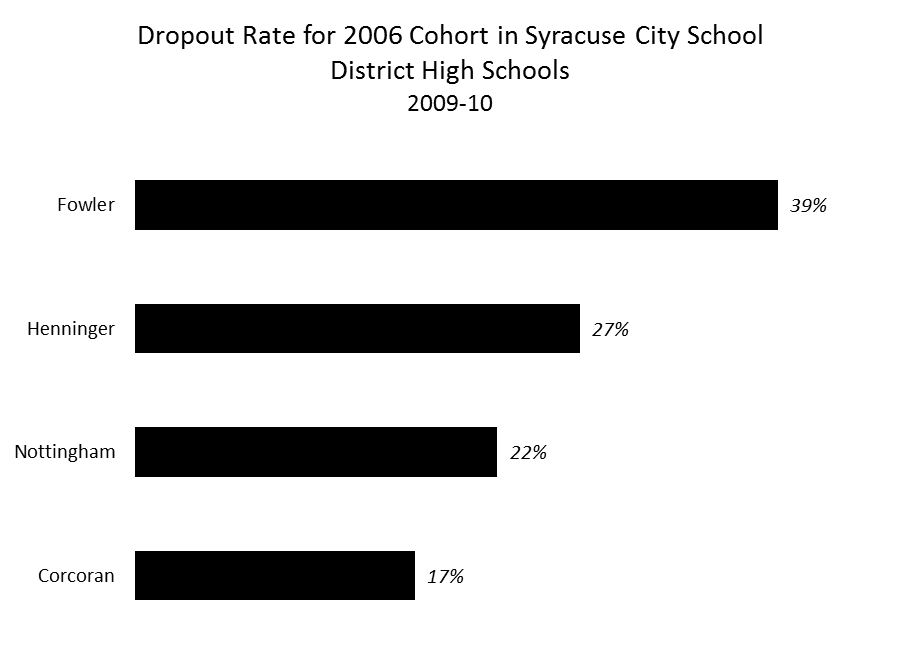 Dropout Rate for 2006 Cohort in Syracuse City School
District High Schools
2009-10
Fowler 39%
Henninger 27%
Nottingham 22%
Corcoran 17%